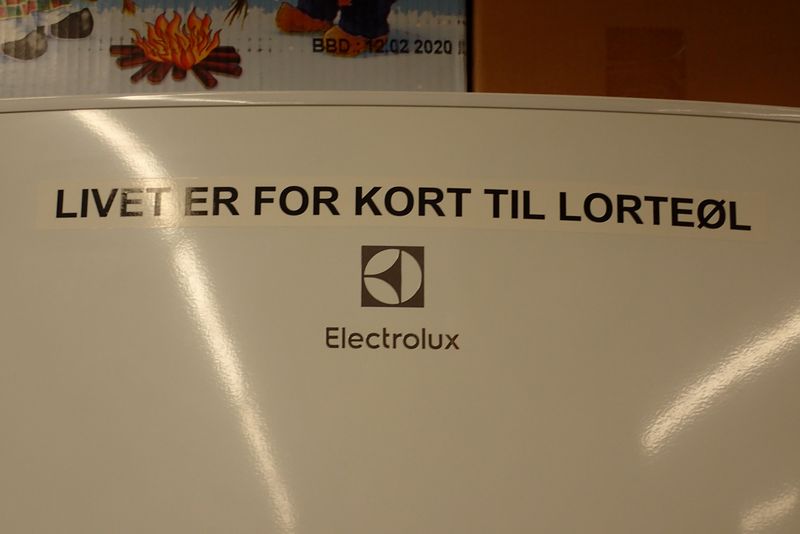 BBD : 12.02 2020
LIVET ER FOR KORT TIL LORTEØL
Electrolux